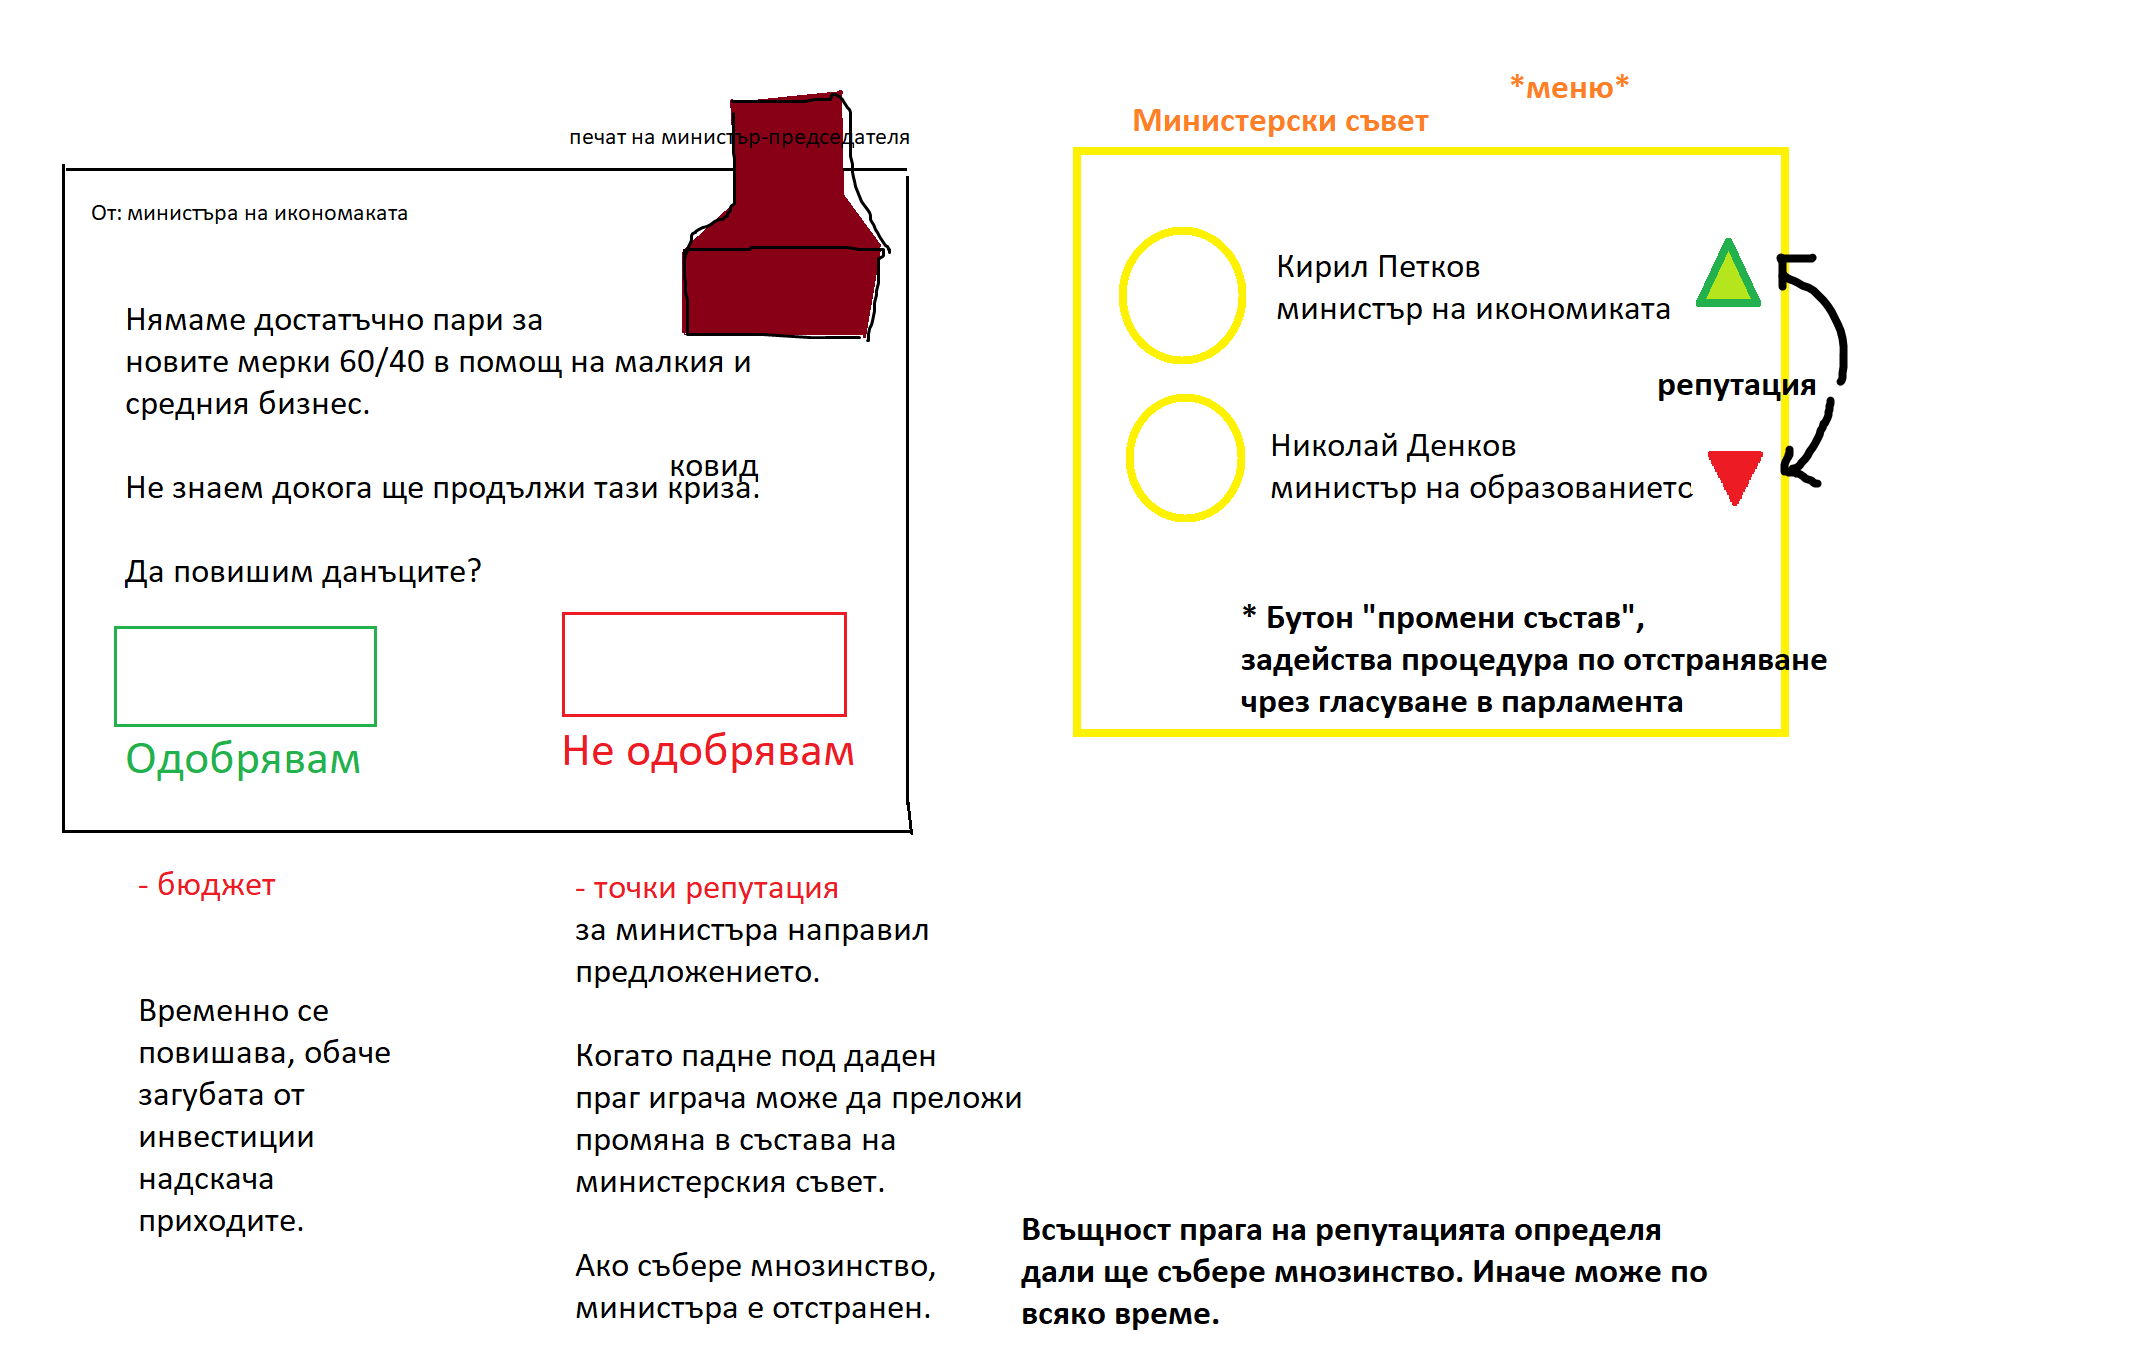 печат на министър-председателя
От: министъра на икономаката
Нямаме достатъчно пари за
новите мерки 60/40 в помощ на малкия и
средния бизнес.
ковид
Не знаем докога ще продължи тази криза.
Да повишим данъците?
Одобрявам
Не одобрявам
- бюджет
Временно се
повишава, обаче
загубата от
инвестиции
надскача
приходите.
- точки репутация
за министъра направил
предложението.
Когато падне под даден
праг играча може да преложи
промяна в състава на
министерския съвет.
Ако събере мнозинство,
министъра е отстранен.
*меню*
Министерски съвет
Кирил Петков
министър на икономиката
репутация
Николай Денков
министър на образованието
* Бутон "промени състав",
задейства процедура по отстраняване
чрез гласуване в парламента
Всъщност прага на репутацията определя
дали ще събере мнозинство. Иначе може по
всяко време.